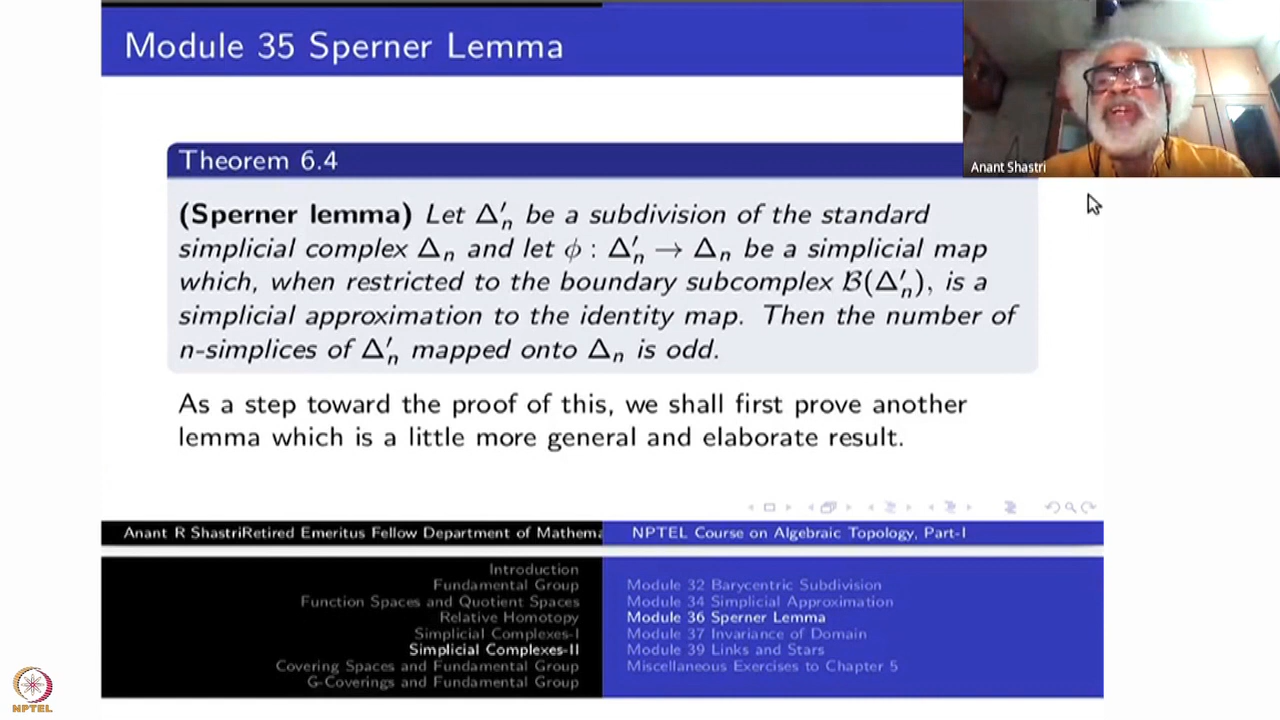 Module 35 Sperner Lemma
Anant Shastri
Theorem 6.4
(Sperner lemma) Let Δ′ₙ be a subdivision of the standard
simplicial complex Δₙ and let ϕ : Δ′ₙ → Δₙ be a simplicial map
which, when restricted to the boundary subcomplex ℬ(Δ′ₙ), is a
simplicial approximation to the identity map. Then the number of
n-simplices of Δ′ₙ mapped onto Δₙ is odd.
As a step toward the proof of this, we shall first prove another
lemma which is a little more general and elaborate result.
Anant R ShastriRetired Emeritus Fellow Department of Mathema
NPTEL Course on Algebraic Topology, Part-I
Introduction
Fundamental Group
Function Spaces and Quotient Spaces
Relative Homotopy
Simplicial Complexes-I
Simplicial Complexes-II
Covering Spaces and Fundamental Group
G-Coverings and Fundamental Group
Module 32 Barycentric Subdivision
Module 34 Simplicial Approximation
Module 36 Sperner Lemma
Module 37 Invariance of Domain
Module 39 Links and Stars
Miscellaneous Exercises to Chapter 5
NPTEL